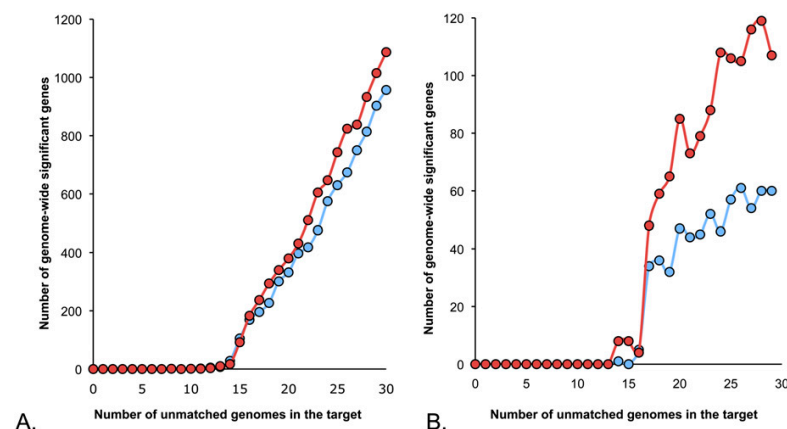 Number of genome-wide significant genes
1200
1000
800
600
400
200
0
0 5 10 15 20 25 30
Number of unmatched genomes in the target
A.
Number of genome-wide significant genes
120
100
80
60
40
20
0
0 5 10 15 20 25 30
Number of unmatched genomes in the target
B.